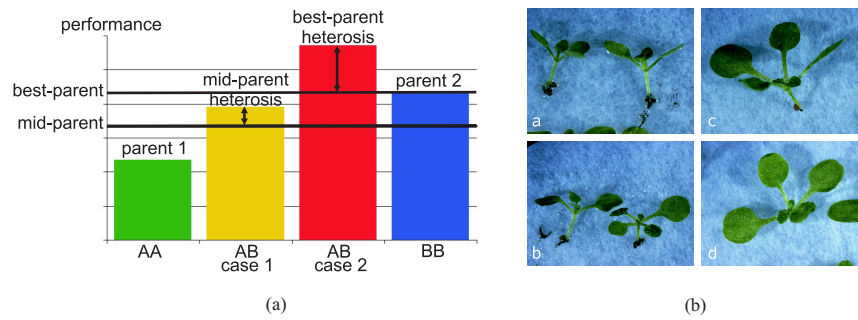 performance
best-parent
heterosis
best-parent
mid-parent
heterosis
parent 2
mid-parent
parent 1
AA
AB
case 1
AB
case 2
BB
(a)
a
c
b
d
(b)